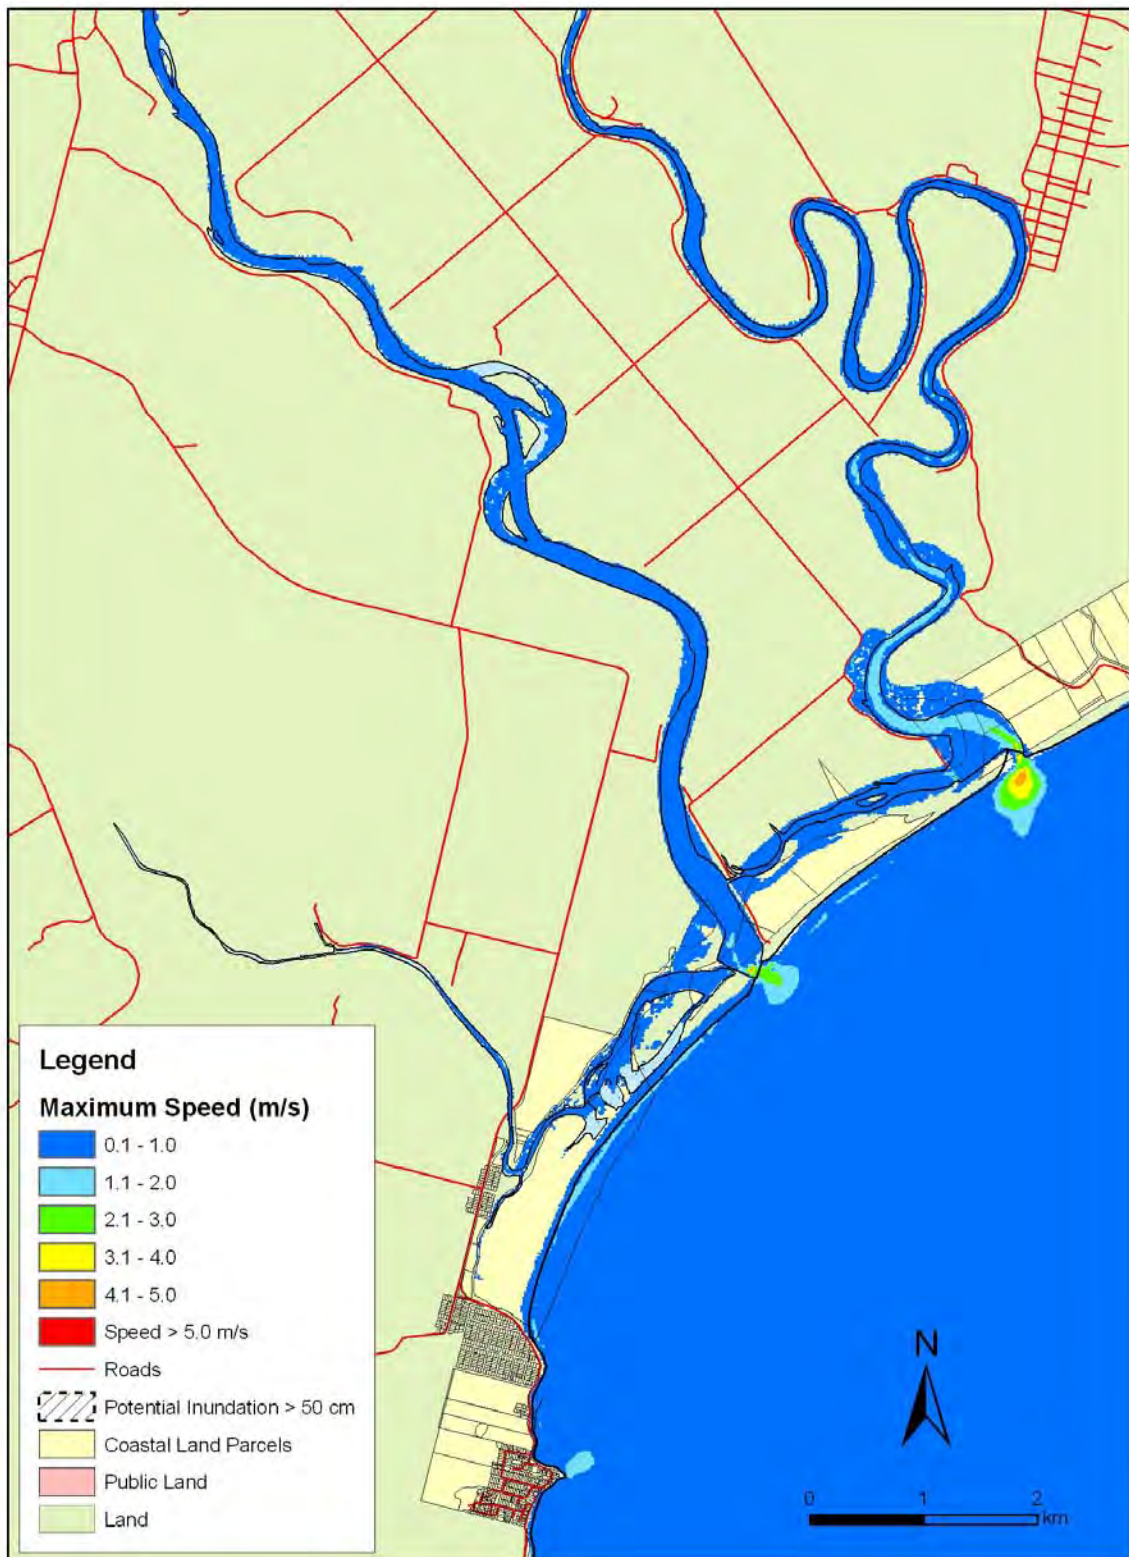 Legend
Maximum Speed (m/s)
0.1 - 1.0
1.1 - 2.0
2.1 - 3.0
3.1 - 4.0
4.1 - 5.0
Speed > 5.0 m/s
Roads
Potential Inundation > 50 cm
Coastal Land Parcels
Public Land
Land
N
0 1 2
km